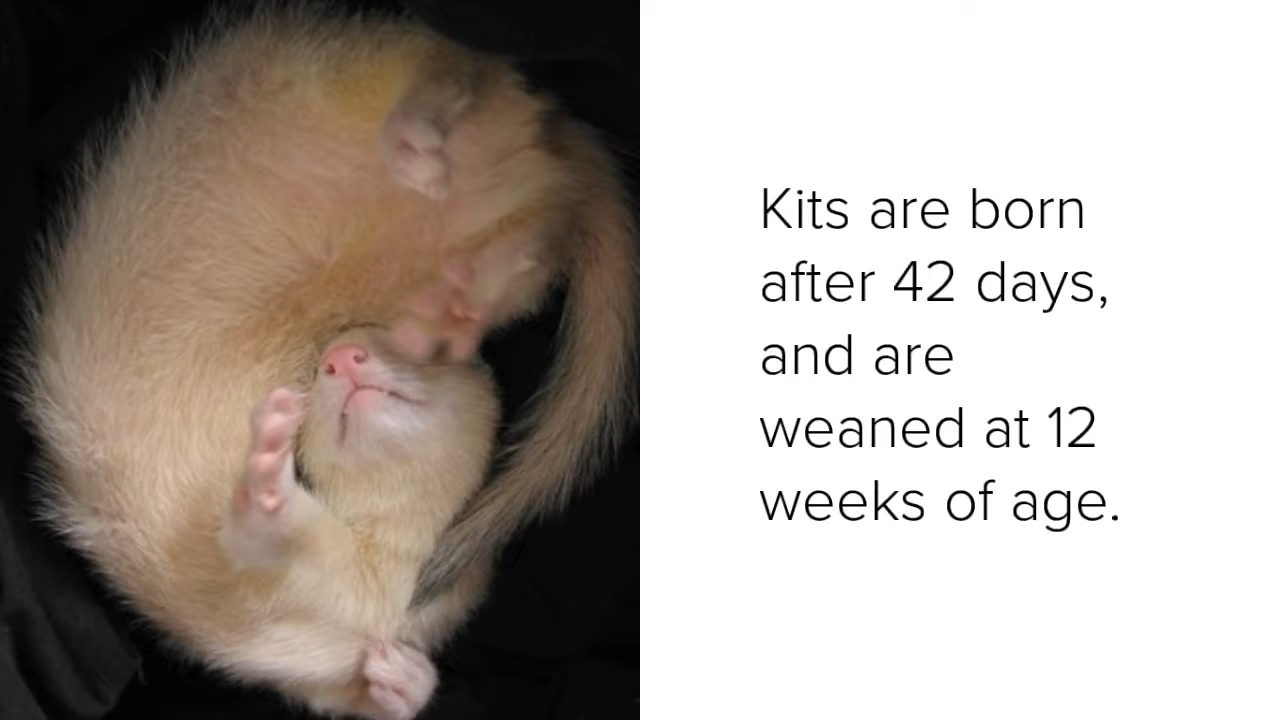 Kits are born
after 42 days,
and are
weaned at 12
weeks of age.